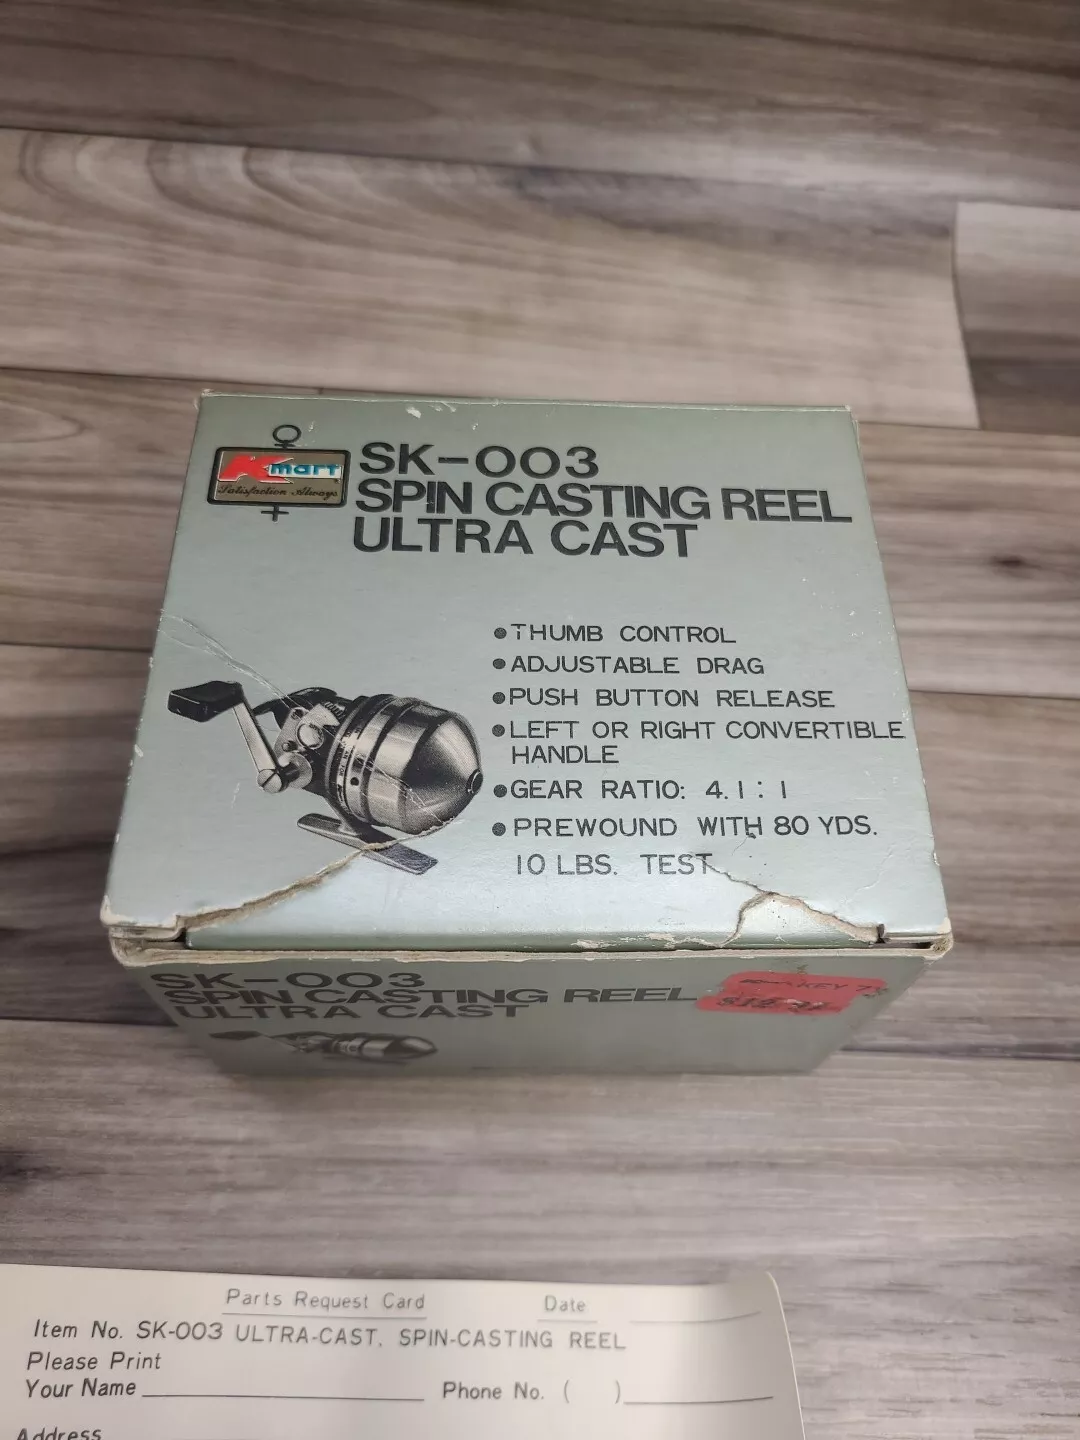 Kmart
Satisfaction Always
SK-003
SPIN CASTING REEL
ULTRA CAST
•THUMB CONTROL
•ADJUSTABLE DRAG
•PUSH BUTTON RELEASE
•LEFT OR RIGHT CONVERTIBLE
HANDLE
•GEAR RATIO: 4.1:1
•PREWOUND WITH 80 YDS.
10 LBS. TEST
SK-003
SPIN CASTING REEL
ULTRA CAST
KEY 7
Parts Request Card Date
Item No. SK-003 ULTRA-CAST, SPIN-CASTING REEL
Please Print
Your Name Phone No. ( )
Address